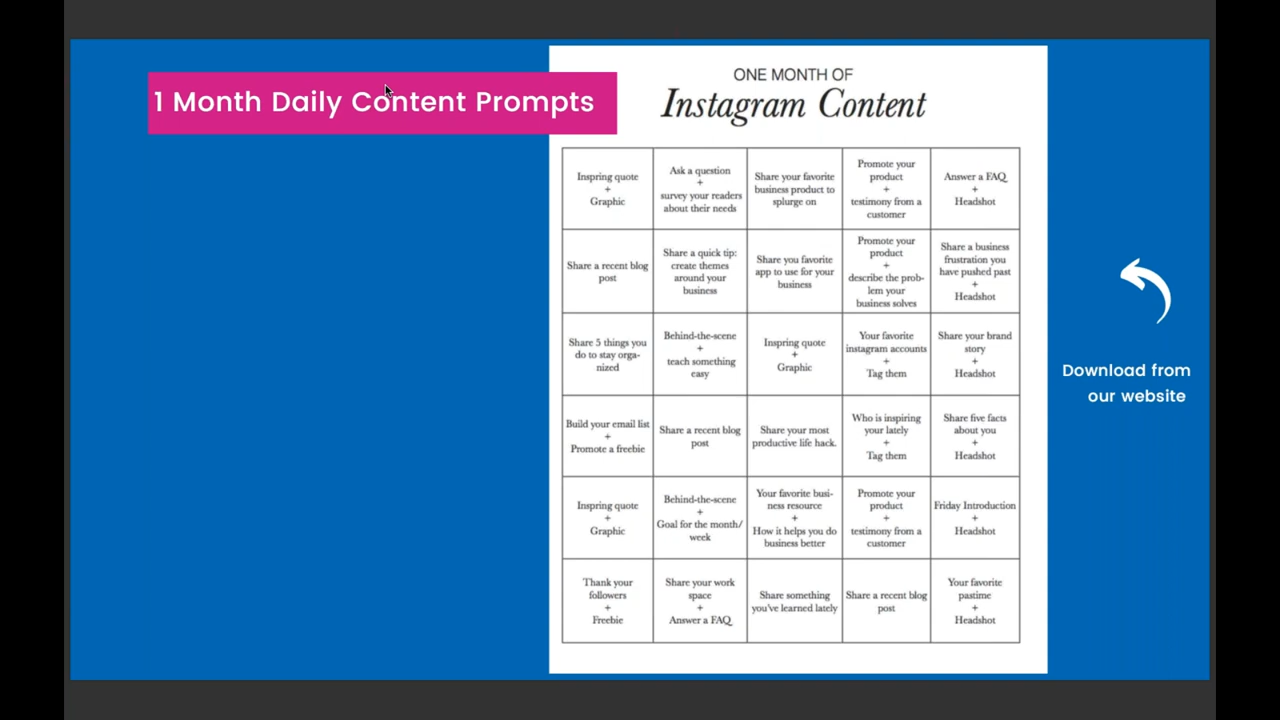 1 Month Daily Content Prompts
ONE MONTH OF
Instagram Content
Inspring quote
+
Graphic
Ask a question
+
survey your readers
about their needs
Share your favorite
business product to
splurge on
Promote your
product
+
testimony from a
customer
Answer a FAQ
+
Headshot
Share a recent blog
post
Share a quick tip:
create themes
around your
business
Share you favorite
app to use for your
business
Promote your
product
+
describe the prob-
lem your
business solves
Share a business
frustration you
have pushed past
+
Headshot
Share 5 things you
do to stay orga-
nized
Behind-the-scene
+
teach something
easy
Inspring quote
+
Graphic
Your favorite
instagram accounts
+
Tag them
Share your brand
story
+
Headshot
Build your email list
+
Promote a freebie
Share a recent blog
post
Share your most
productive life hack.
Who is inspiring
your lately
+
Tag them
Share five facts
about you
+
Headshot
Inspring quote
+
Graphic
Behind-the-scene
+
Goal for the month/
week
Your favorite busi-
ness resource
+
How it helps you do
business better
Promote your
product
+
testimony from a
customer
Friday Introduction
+
Headshot
Thank your
followers
+
Freebie
Share your work
space
+
Answer a FAQ
Share something
you've learned lately
Share a recent blog
post
Your favorite
pastime
+
Headshot
Download from
our website